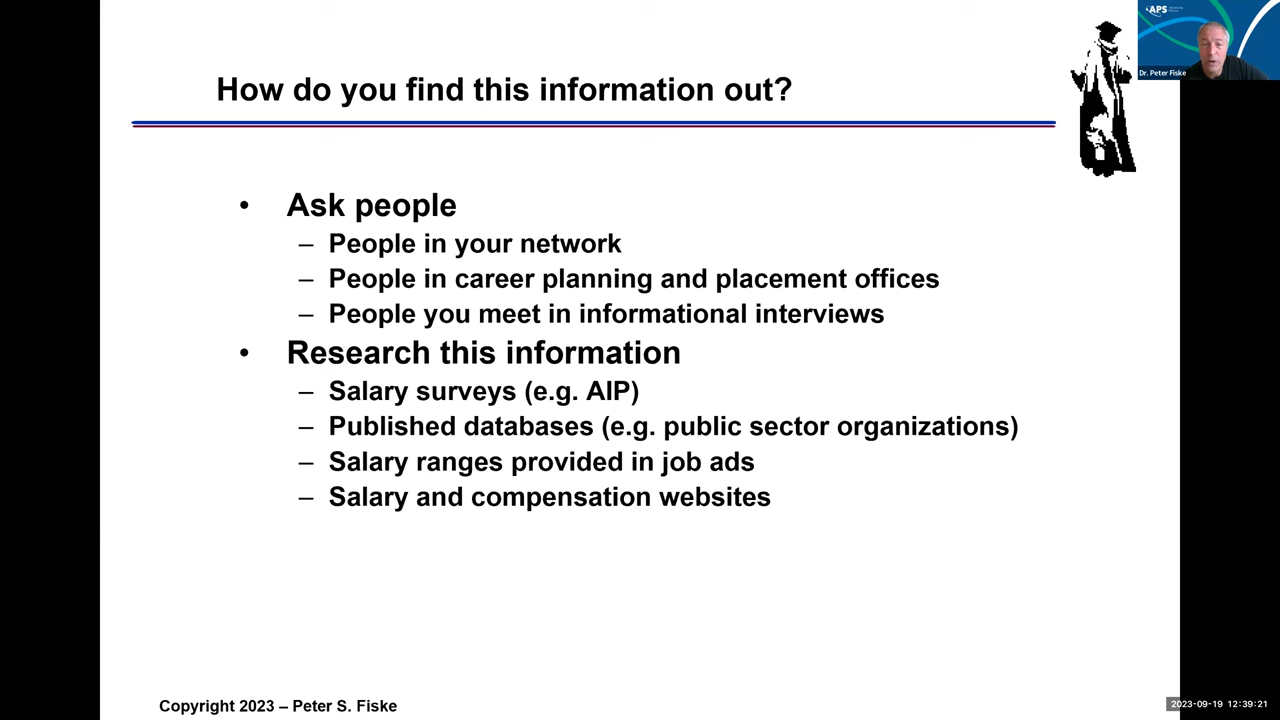 APS
Dr. Peter Fiske
How do you find this information out?
• Ask people
– People in your network
– People in career planning and placement offices
– People you meet in informational interviews
• Research this information
– Salary surveys (e.g. AIP)
– Published databases (e.g. public sector organizations)
– Salary ranges provided in job ads
– Salary and compensation websites
Copyright 2023 – Peter S. Fiske
2023-09-19 12:39:21